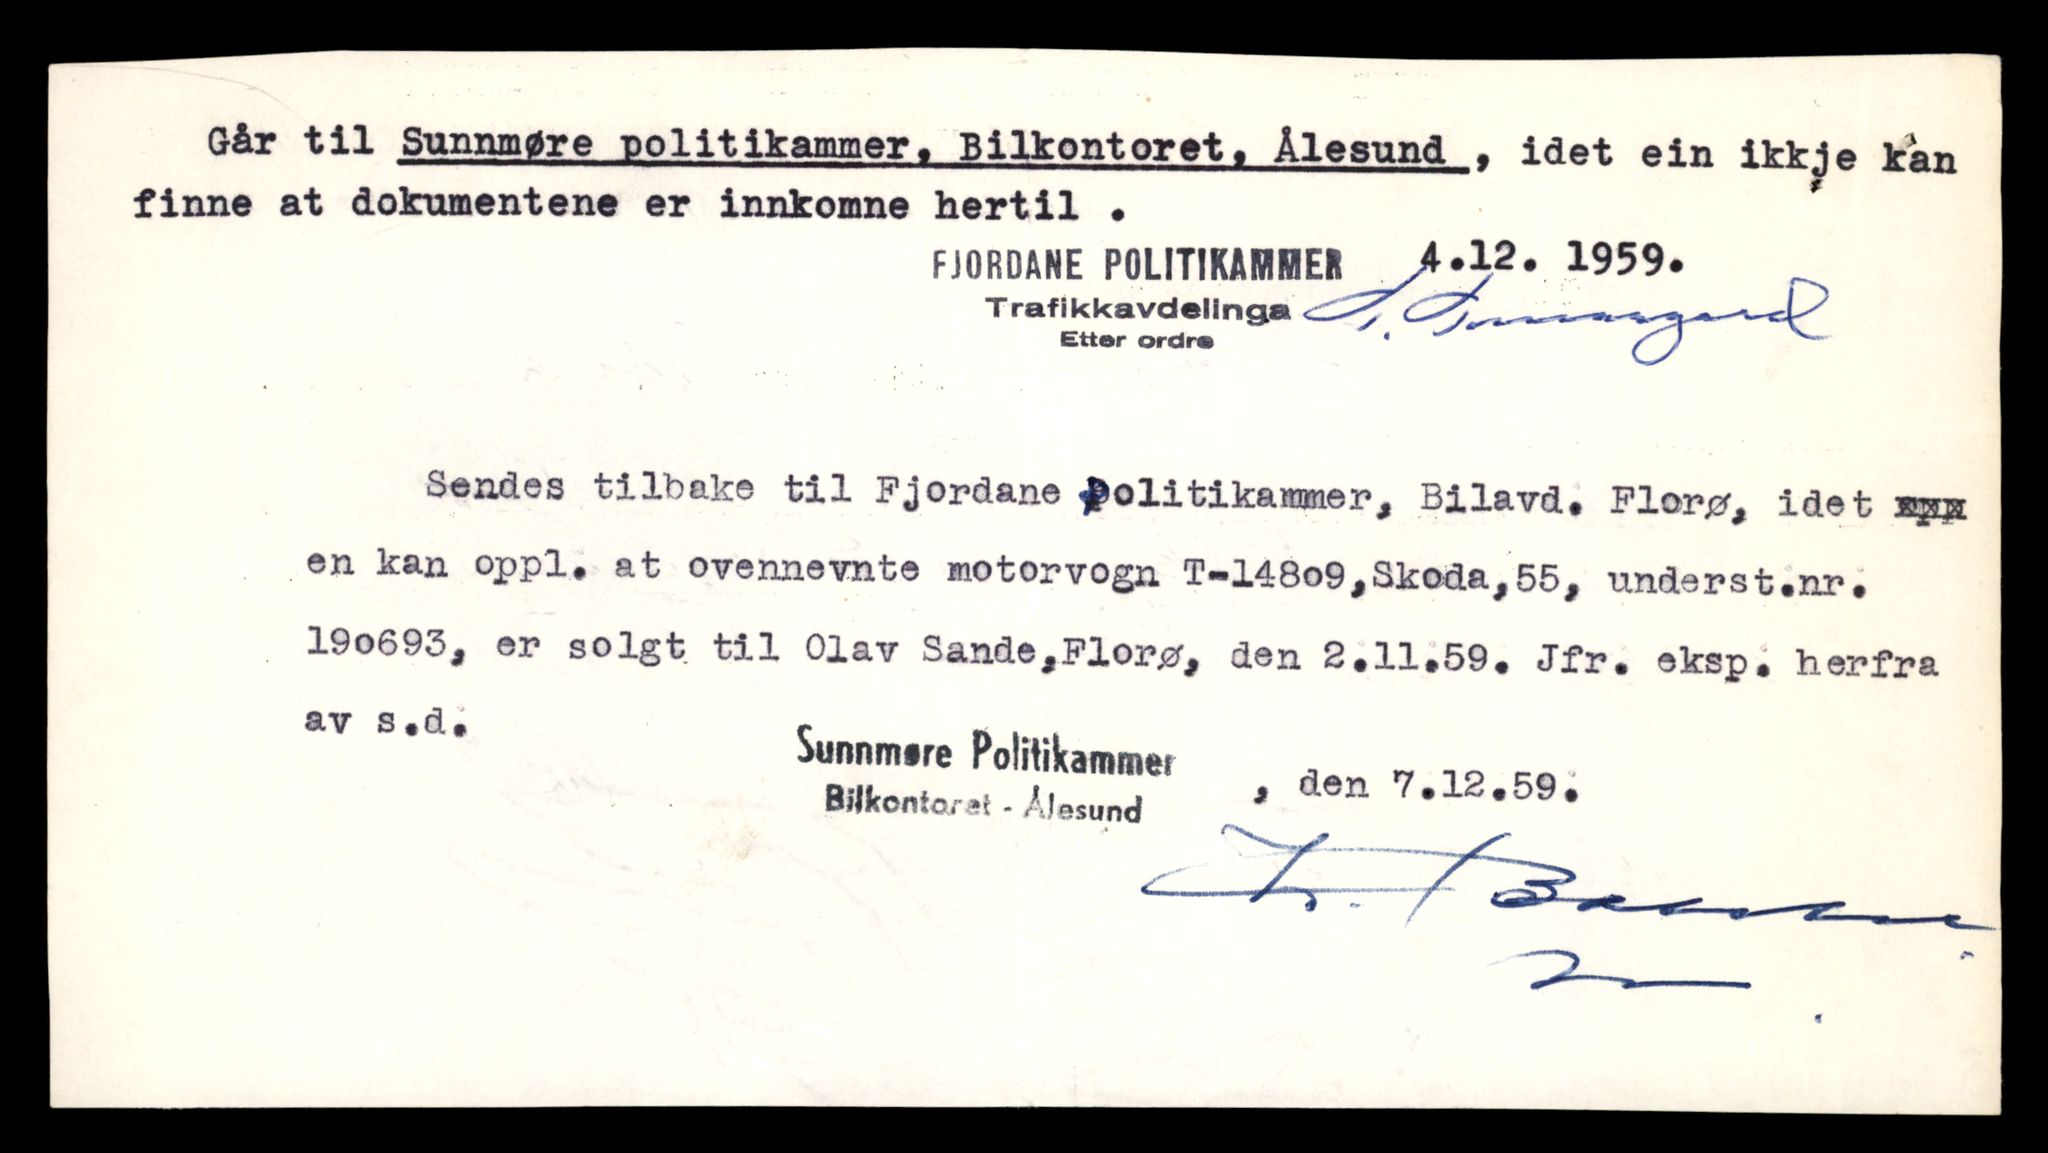 Går til Sunnmøre politikammer, Bilkontoret, Ålesund , idet ein ikkje kan
finne at dokumentene er innkomne hertil .
FJORDANE POLITIKAMMER 4.12. 1959.
Trafikkavdelinga
Etter ordre
Sendes tilbake til Fjordane politikammer, Bilavd. Florø, idet
en kan oppl. at ovennevnte motorvogn T-14809,Skoda,55, underst.nr.
190693, er solgt til Olav Sande,Florø, den 2.11.59. Jfr. eksp. herfra
av s.d.
Sunnmøre Politikammer , den 7.12.59.
Bilkontoret - Ålesund